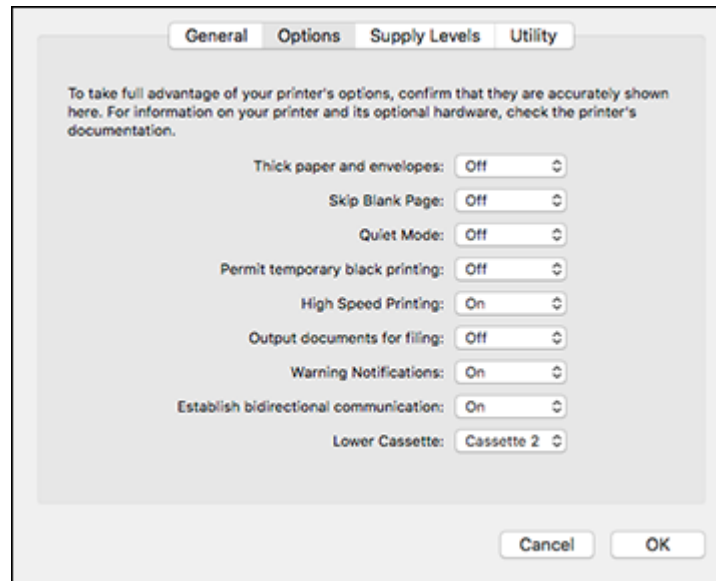 General Options Supply Levels Utility
To take full advantage of your printer's options, confirm that they are accurately shown
here. For information on your printer and its optional hardware, check the printer's
documentation.
Thick paper and envelopes: Off
Skip Blank Page: Off
Quiet Mode: Off
Permit temporary black printing: Off
High Speed Printing: On
Output documents for filing: Off
Warning Notifications: On
Establish bidirectional communication: On
Lower Cassette: Cassette 2
Cancel OK